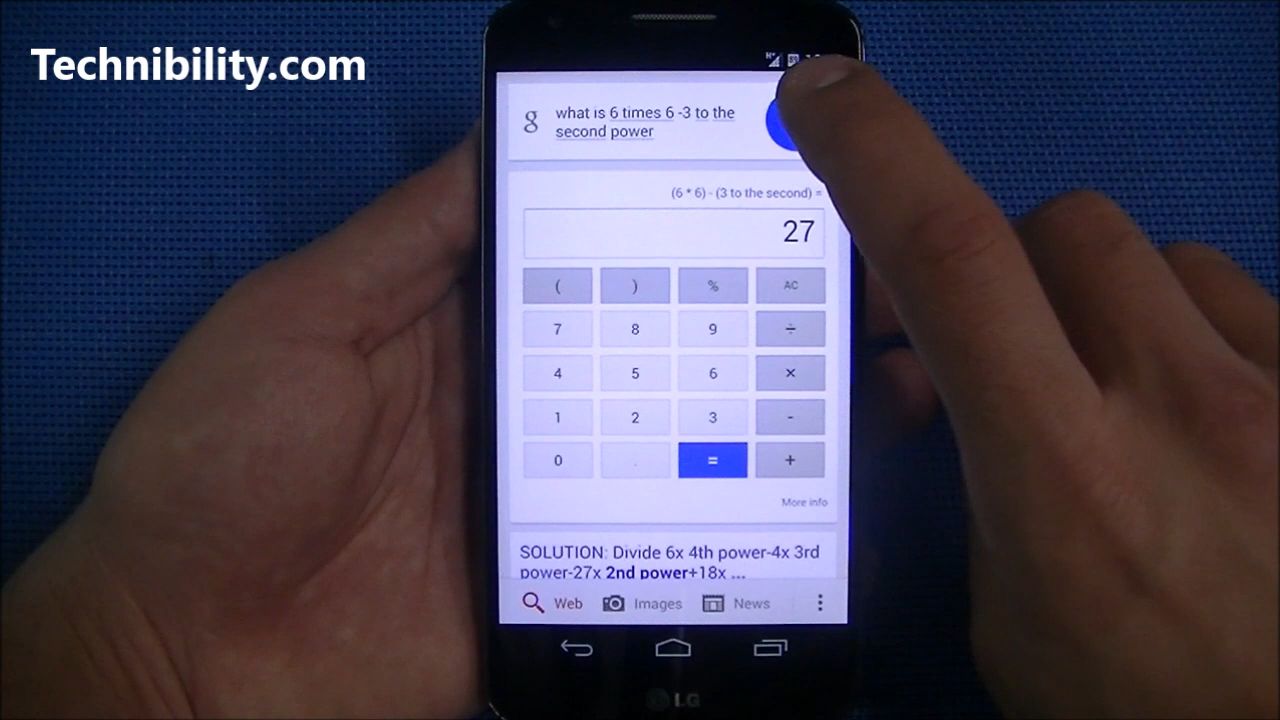 Technibility.com
g
what is 6 times 6 -3 to the
second power
(6 * 6) - (3 to the second) =
27
( ) % AC
7 8 9 ÷
4 5 6 ×
1 2 3 -
0 . = +
More info
SOLUTION: Divide 6x 4th power-4x 3rd
power-27x 2nd power+18x ...
Web Images News
LG